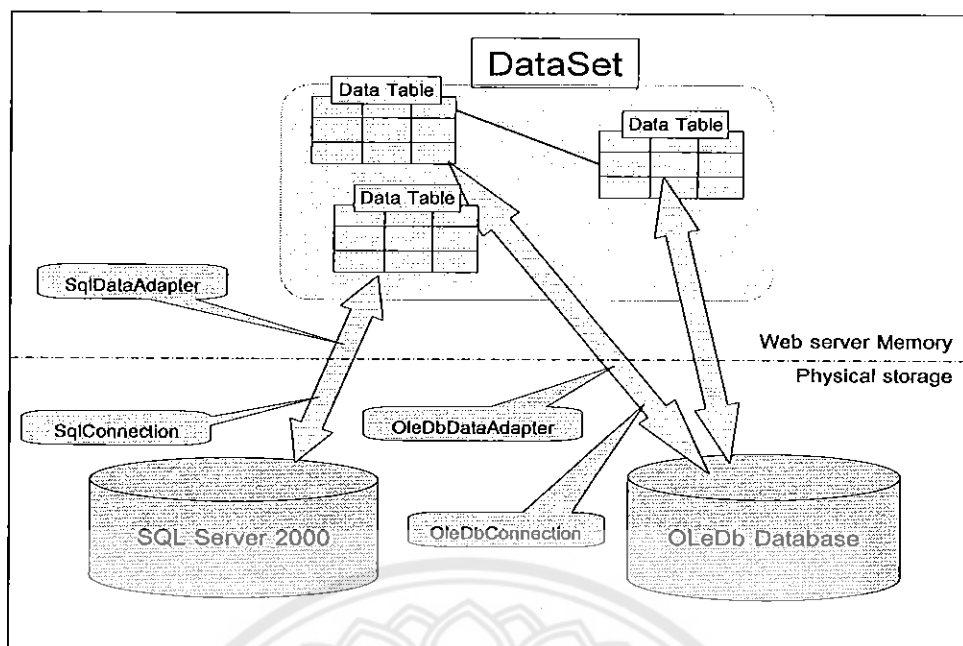 DataSet
Data Table
Data Table
Data Table
SqlDataAdapter
Web server Memory
Physical storage
SqlConnection
OleDbDataAdapter
SQL Server 2000
OleDbConnection
OLeDb Database